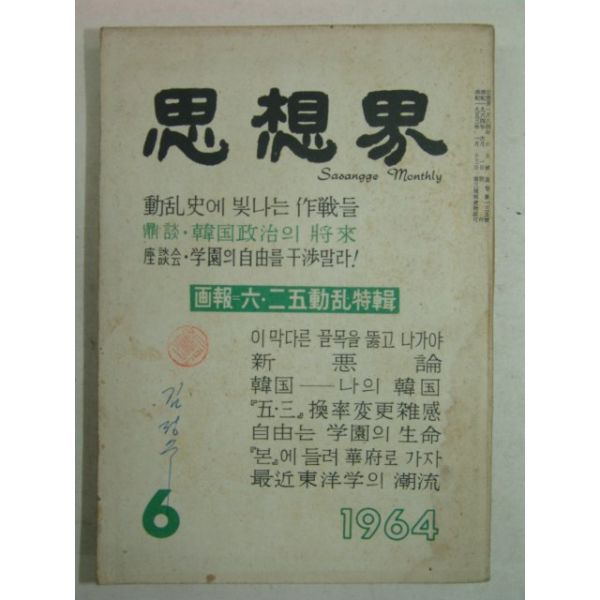 思想界
Sasangge Monthly
動乱史에 빛나는 作戦들
鼎談·韓国政治의 將來
座談会·学園의自由를干渉말라!
画報=六·二五動乱特輯
이 막다른 골목을 뚫고 나가야
新 悪 論
韓国──나의 韓国
『五·三』換率変更雑感
自由는 学園의 生命
『본』에 들려 華府로 가자
最近東洋学의 潮流
6
1964